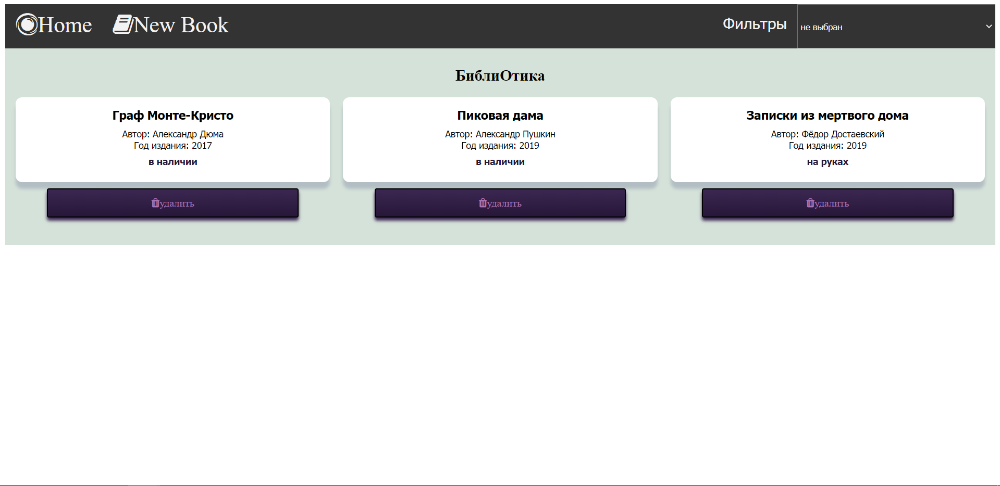 Home New Book Фильтры не выбран
БиблиОтика
Граф Монте-Кристо
Автор: Александр Дюма
Год издания: 2017
в наличии
удалить
Пиковая дама
Автор: Александр Пушкин
Год издания: 2019
в наличии
удалить
Записки из мертвого дома
Автор: Фёдор Достаевский
Год издания: 2019
на руках
удалить